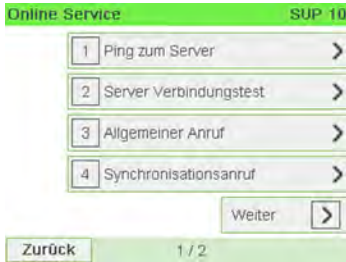 Online Service SUP 10
1 Ping zum Server
2 Server Verbindungstest
3 Allgemeiner Anruf
4 Synchronisationsanruf
Weiter
Zurück 1 / 2